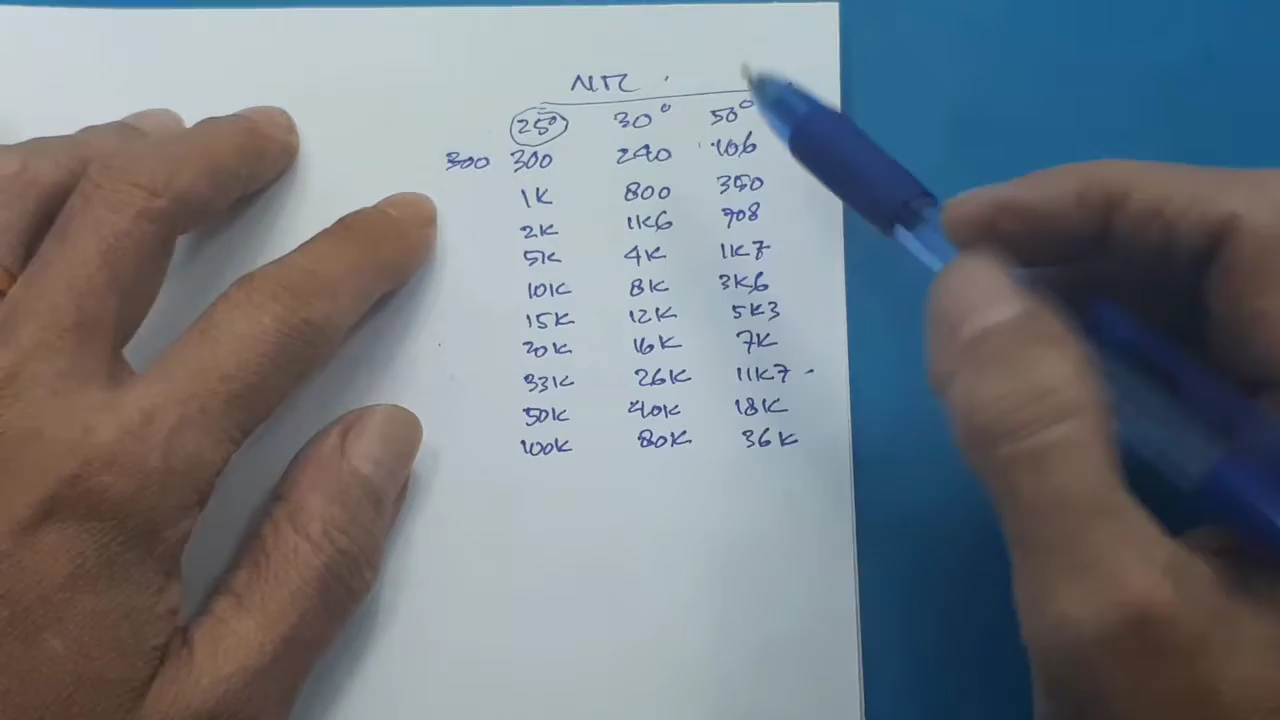 NTC
25° 30° 50°
300 300 240 106
1K 800 350
2K 1K6 708
5K 4K 1K7
10K 8K 3K6
15K 12K 5K3
20K 16K 7K
33K 26K 11K7
50K 40K 18K
100K 80K 36K